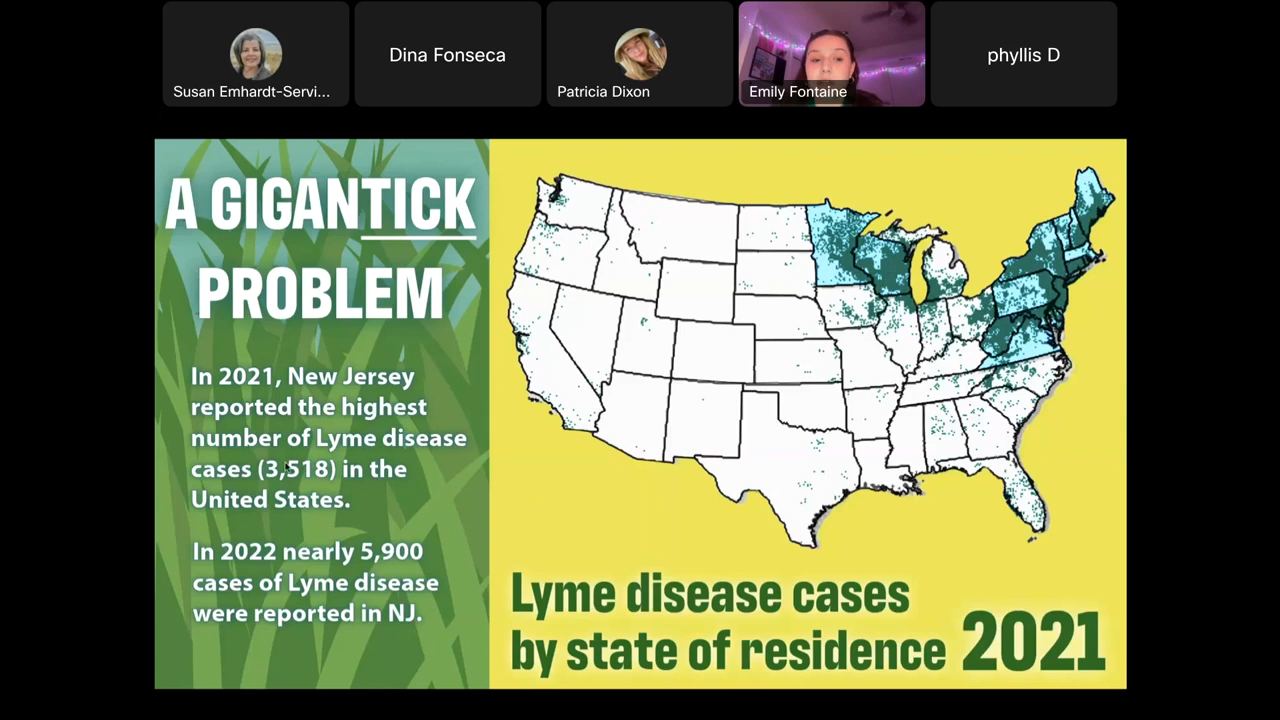 Susan Emhardt-Servi...
Dina Fonseca
Patricia Dixon
Emily Fontaine
phyllis D
A GIGANTICK
PROBLEM
In 2021, New Jersey
reported the highest
number of Lyme disease
cases (3,518) in the
United States.
In 2022 nearly 5,900
cases of Lyme disease
were reported in NJ.
Lyme disease cases
by state of residence 2021